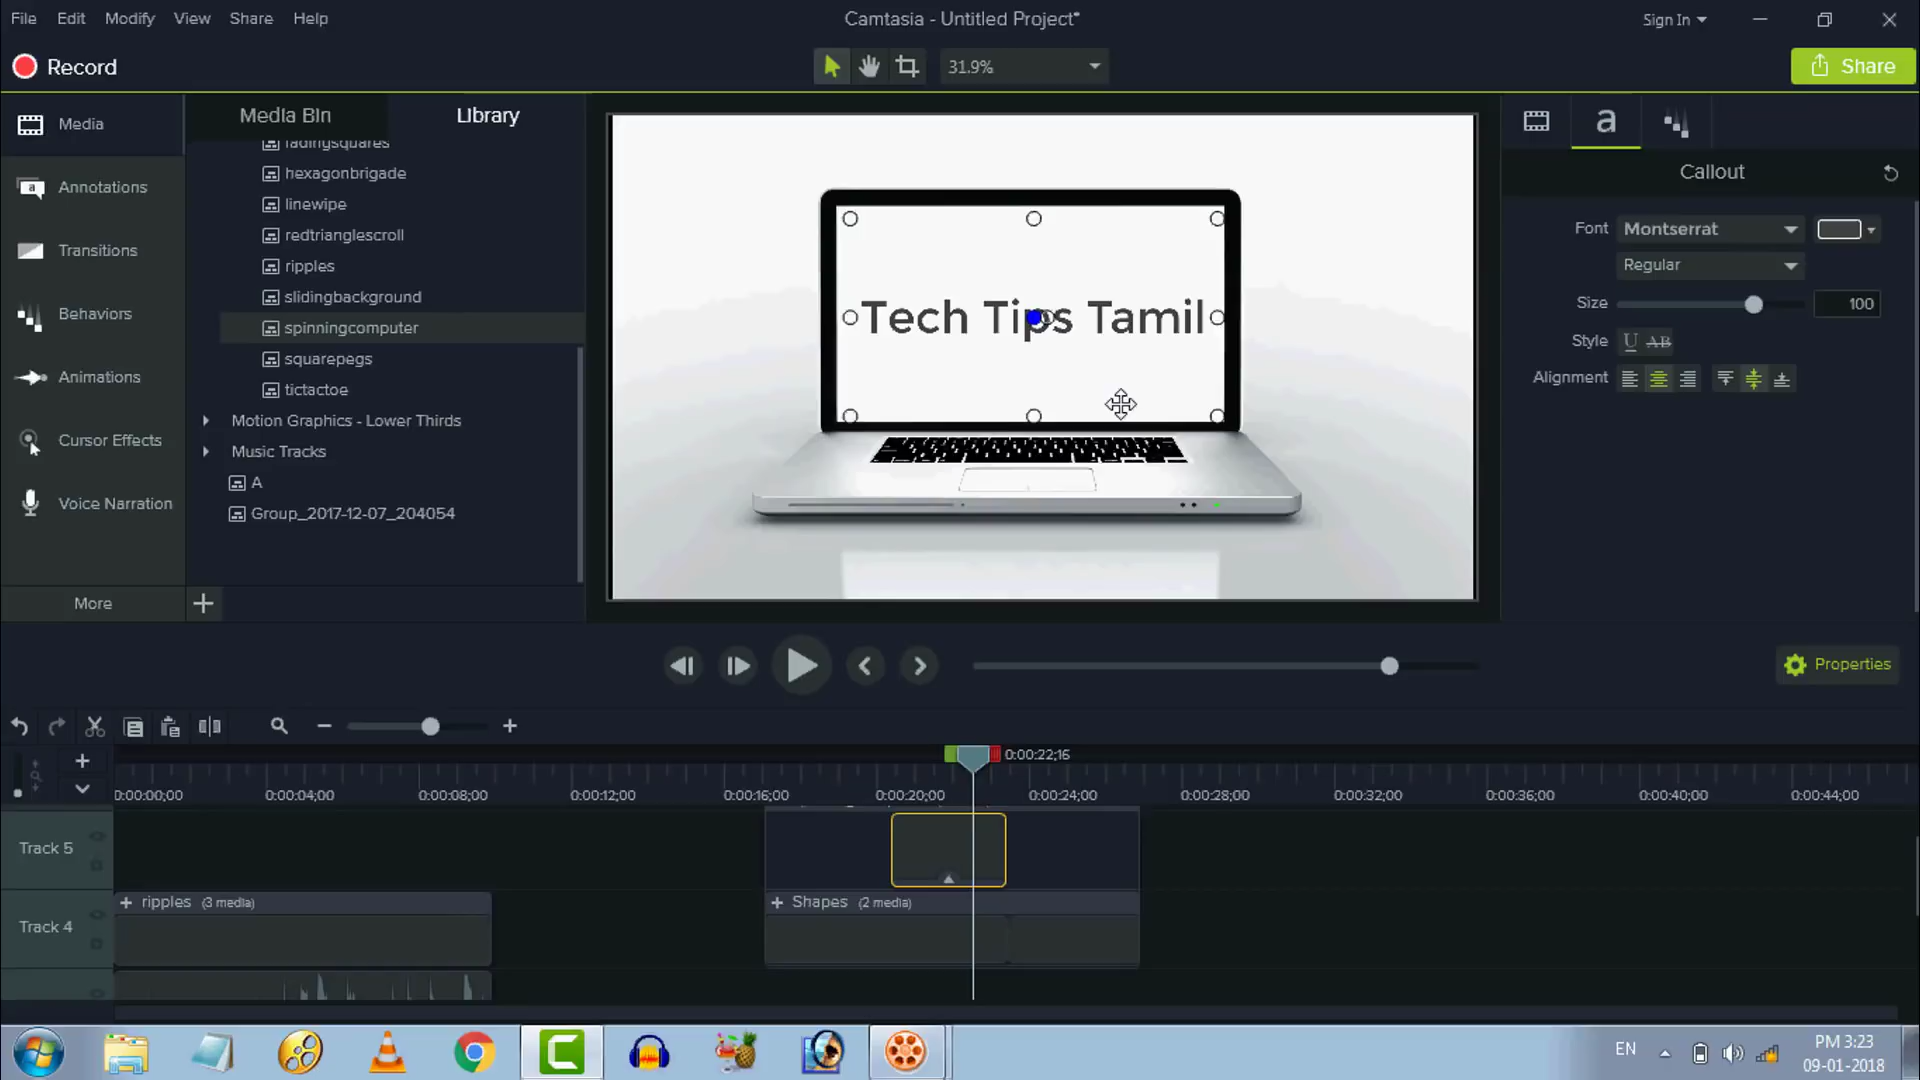 File Edit Modify View Share Help
Camtasia - Untitled Project*
Sign In
Record
31.9%
Share
Media
Annotations
Transitions
Behaviors
Animations
Cursor Effects
Voice Narration
More
Media Bin
Library
fadingsquares
hexagonbrigade
linewipe
redtrianglescroll
ripples
slidingbackground
spinningcomputer
squarepegs
tictactoe
Motion Graphics - Lower Thirds
Music Tracks
A
Group_2017-12-07_204054
Tech Tips Tamil
a
Callout
Font Montserrat
Regular
Size 100
Style U AB
Alignment
Properties
0:00:22;16
0:00:00;00 0:00:04;00 0:00:08;00 0:00:12;00 0:00:16;00 0:00:20;00 0:00:24;00 0:00:28;00 0:00:32;00 0:00:36;00 0:00:40;00 0:00:44;00
Track 5
Track 4
ripples (3 media)
Shapes (2 media)
EN
PM 3:23
09-01-2018